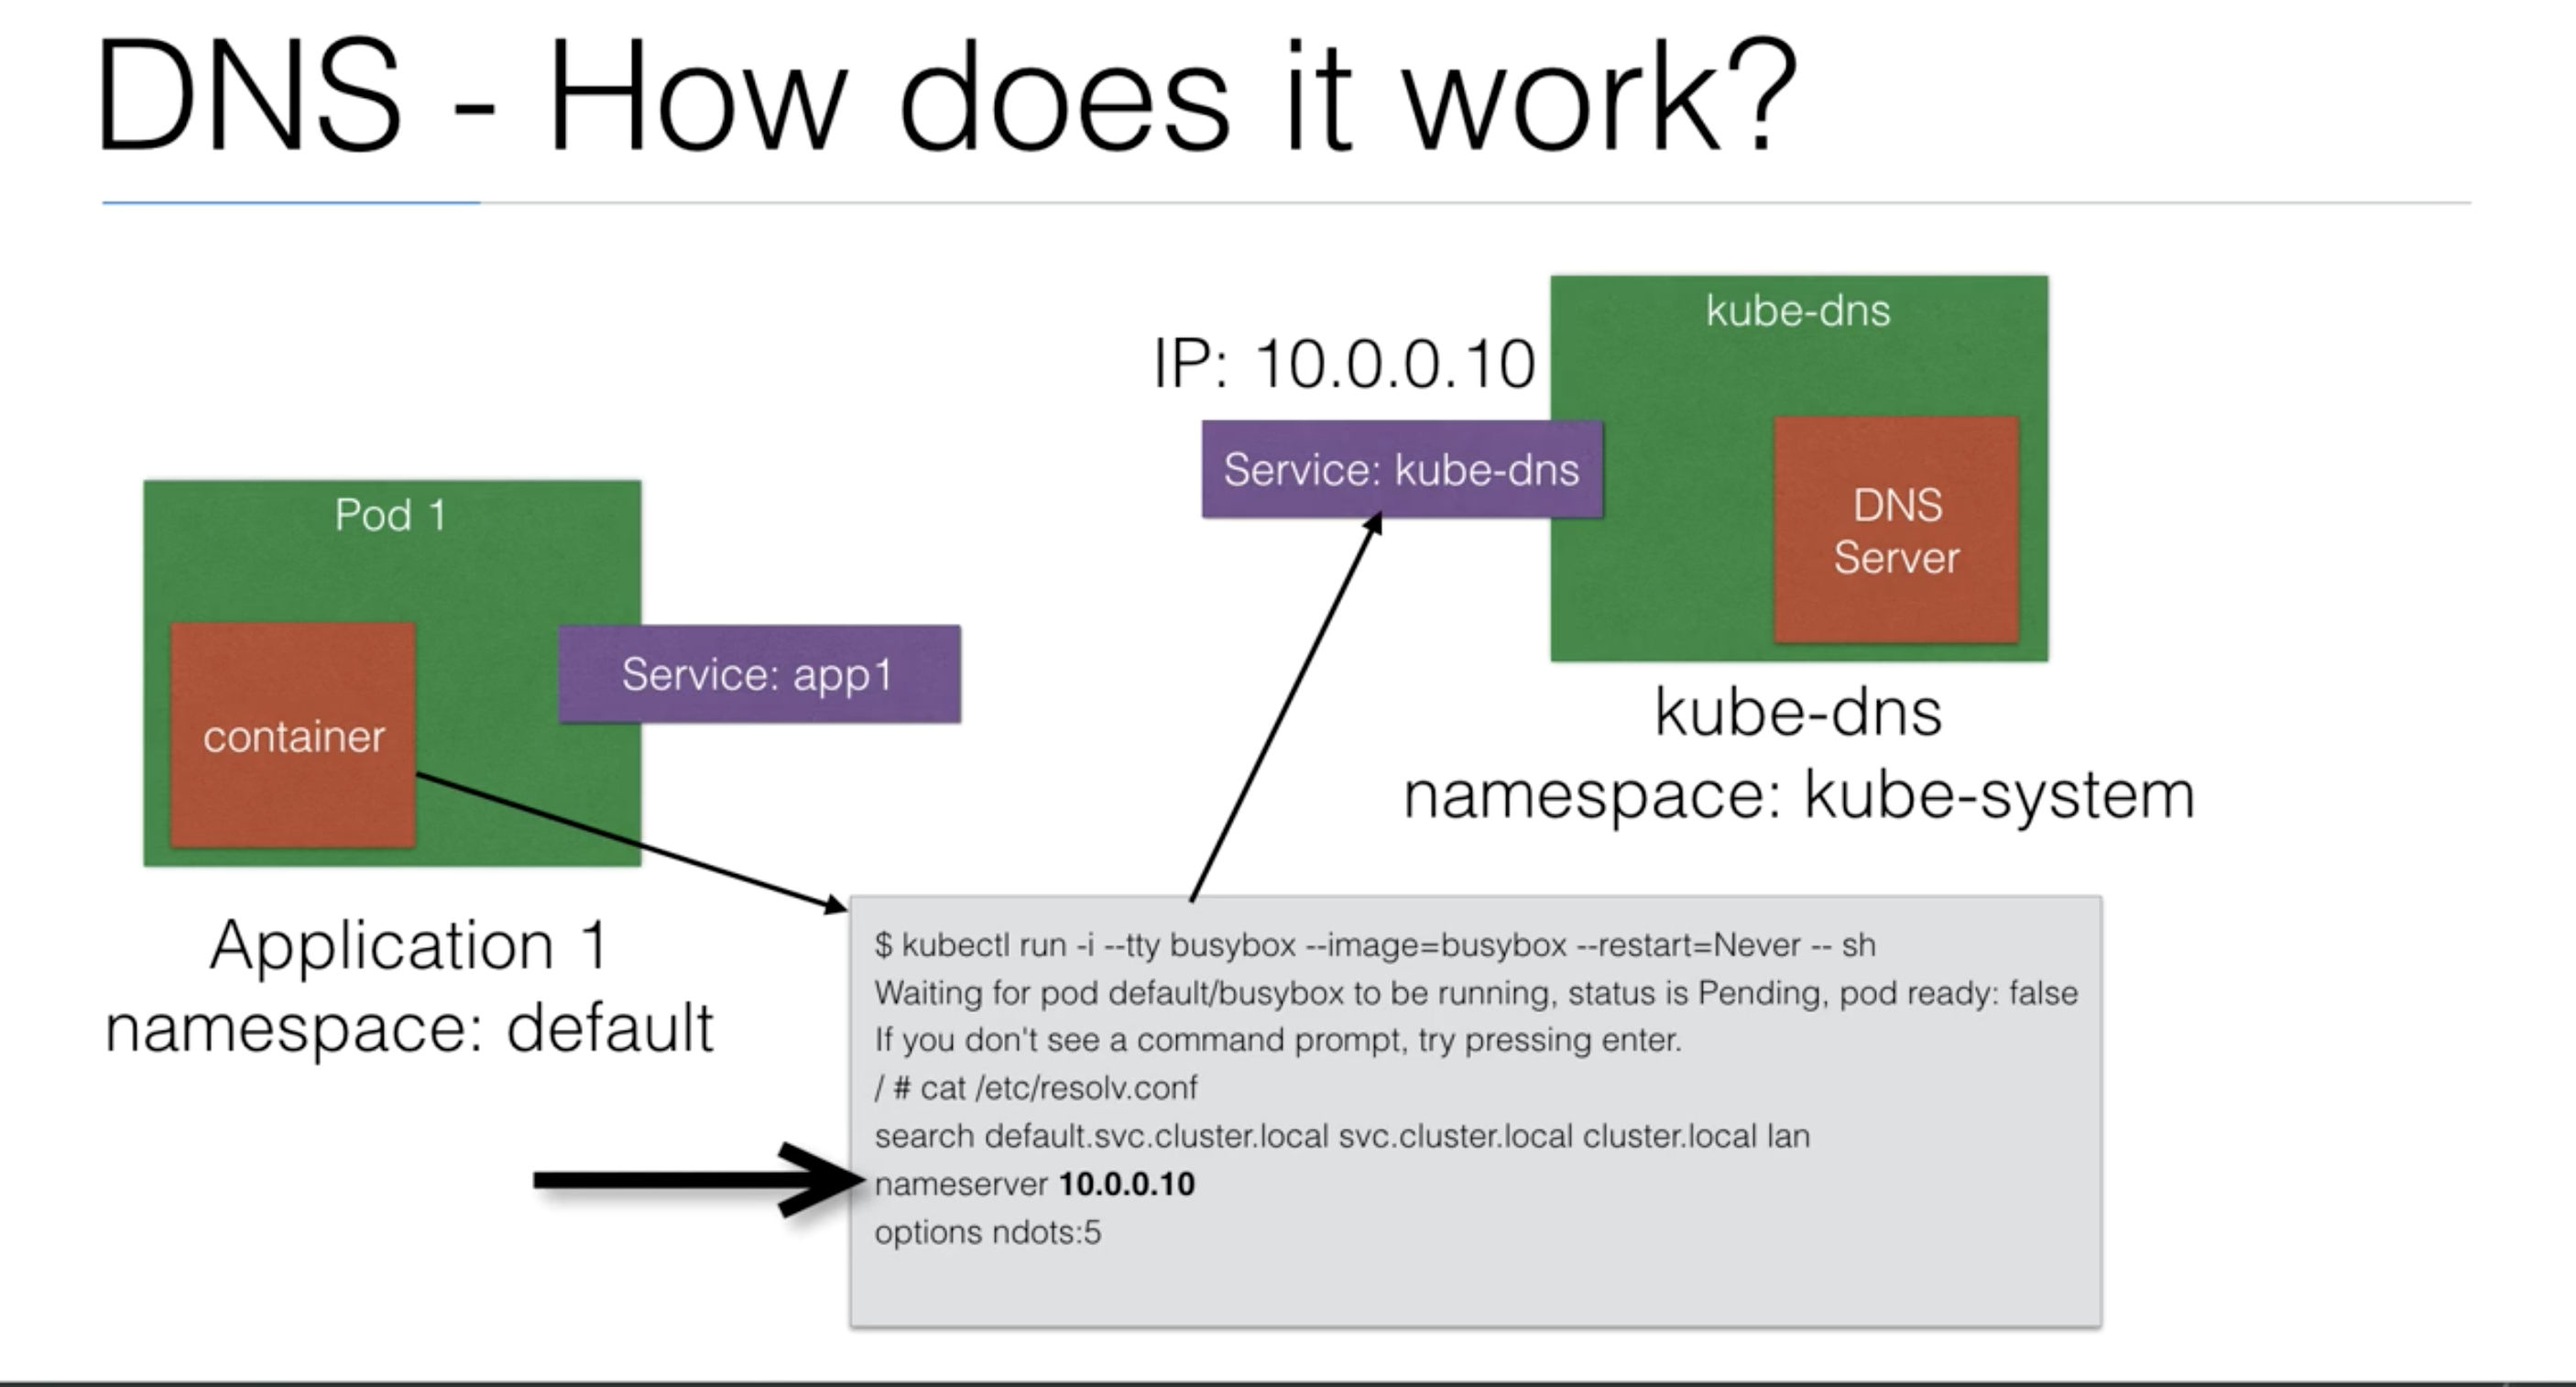 DNS - How does it work?
kube-dns
IP: 10.0.0.10
Service: kube-dns
DNS
Server
kube-dns
namespace: kube-system
Pod 1
container
Service: app1
Application 1
namespace: default
$ kubectl run -i --tty busybox --image=busybox --restart=Never -- sh
Waiting for pod default/busybox to be running, status is Pending, pod ready: false
If you don't see a command prompt, try pressing enter.
/ # cat /etc/resolv.conf
search default.svc.cluster.local svc.cluster.local cluster.local lan
nameserver 10.0.0.10
options ndots:5